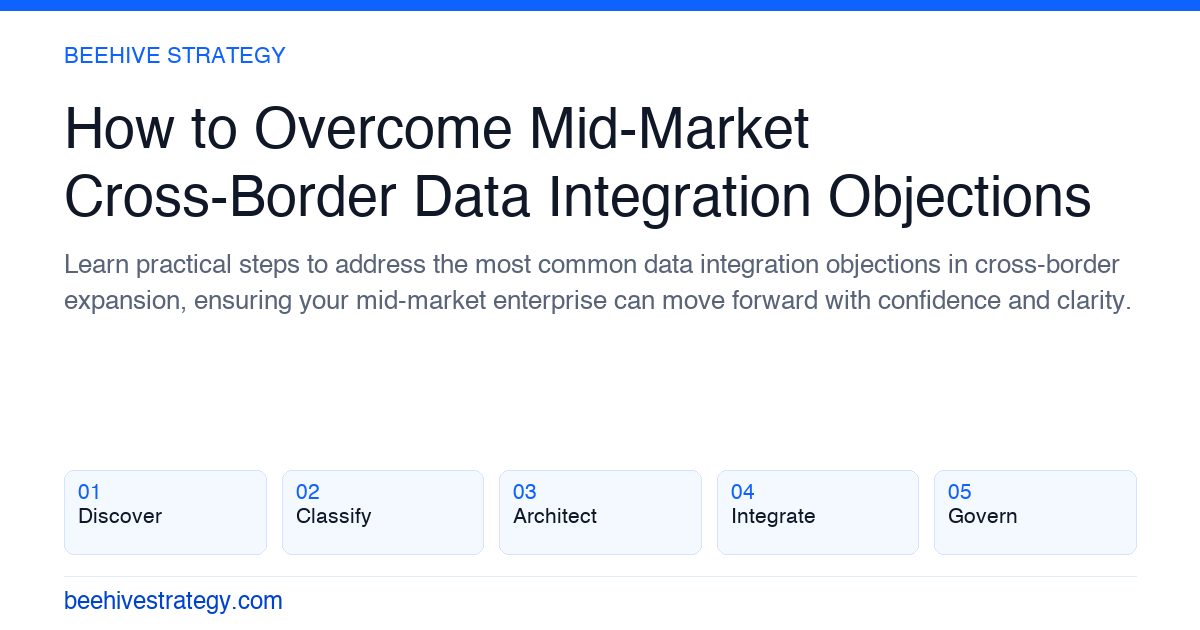 BEEHIVE STRATEGY
How to Overcome Mid-Market
Cross-Border Data Integration Objections
Learn practical steps to address the most common data integration objections in cross-border
expansion, ensuring your mid-market enterprise can move forward with confidence and clarity.
01
Discover
02
Classify
03
Architect
04
Integrate
05
Govern
beehivestrategy.com